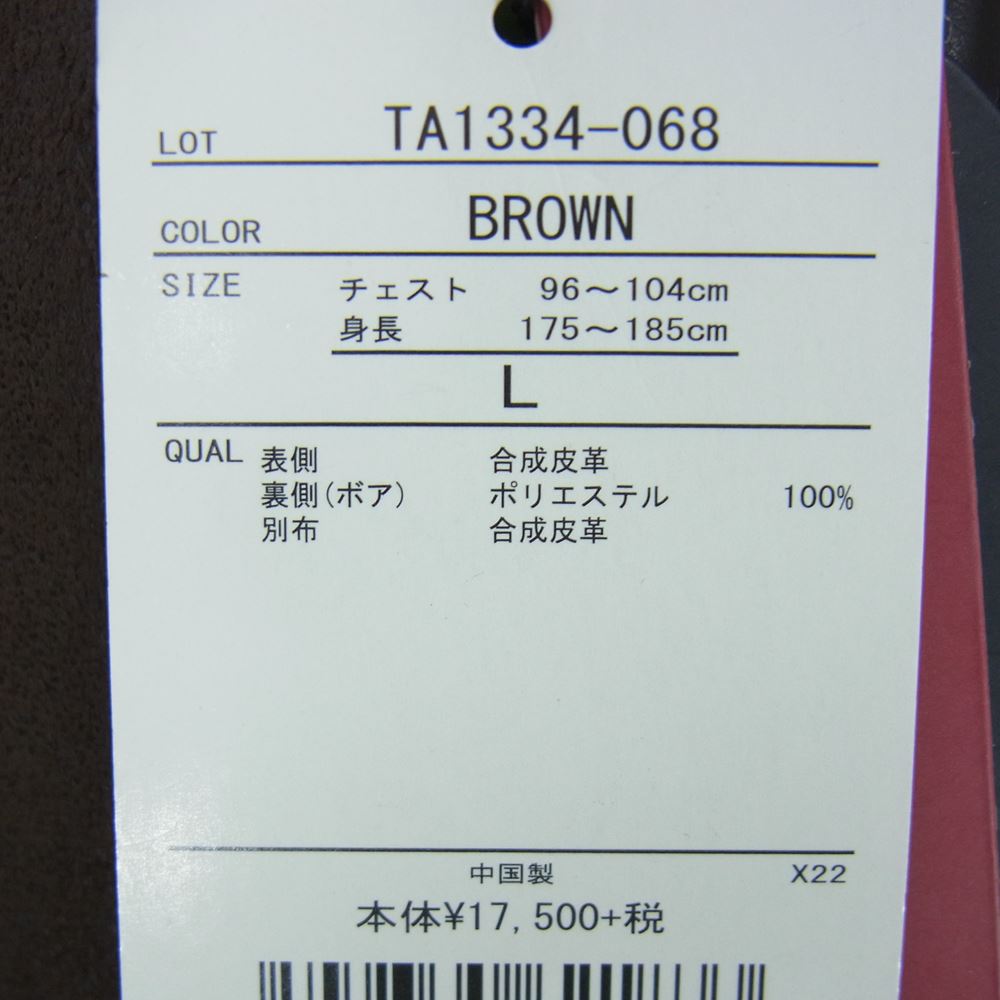 LOT TA1334-068
COLOR BROWN
SIZE チェスト 96～104cm
身長 175～185cm
L
QUAL 表側 合成皮革
裏側(ボア) ポリエステル 100%
別布 合成皮革
中国製 X22
本体¥17,500+税